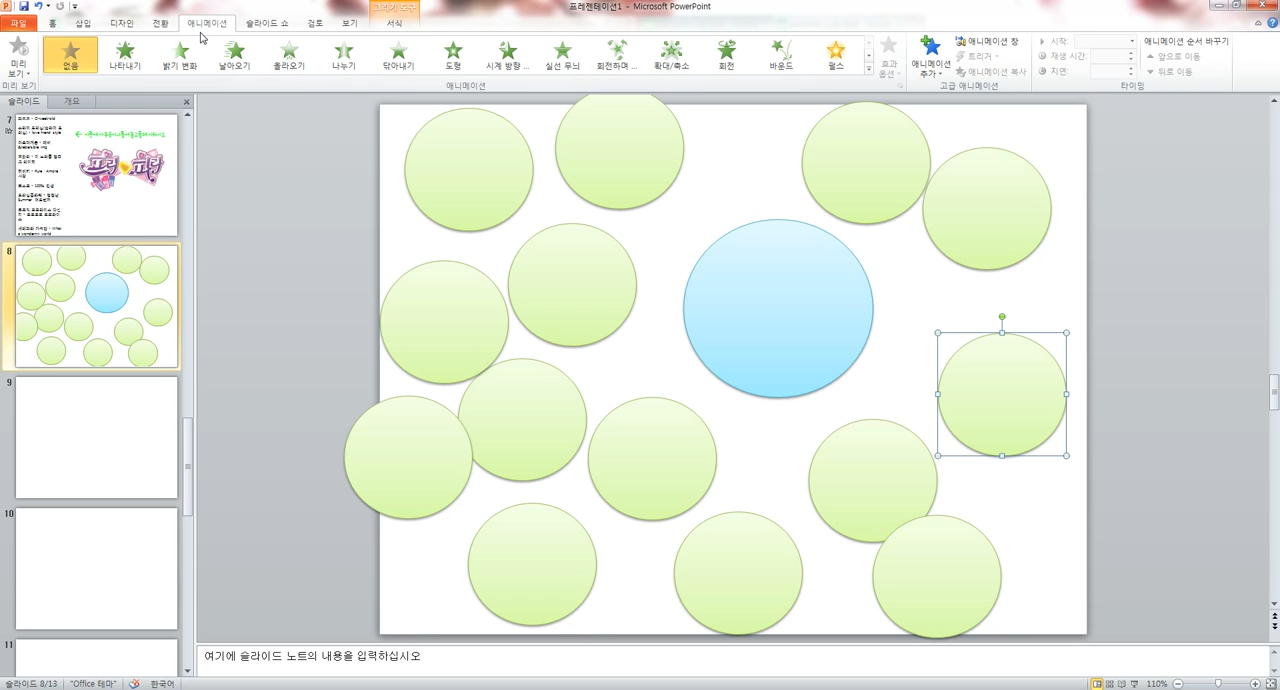 프레젠테이션1 - Microsoft PowerPoint
그리기 도구
파일 홈 삽입 디자인 전환 애니메이션 슬라이드 쇼 검토 보기 서식
미리 보기
없음 나타내기 밝기 변화 날아오기 올라오기 나누기 닦아내기 도형 시계 방향 ... 실선 무늬 회전하며 ... 확대/축소 회전 바운드 펄스
효과 옵션
애니메이션 추가
애니메이션 창
트리거
애니메이션 복사
시작:
재생 시간:
지연:
애니메이션 순서 바꾸기
앞으로 이동
뒤로 이동
미리 보기 애니메이션 고급 애니메이션 타이밍
슬라이드 개요
7
8
9
10
11
여기에 슬라이드 노트의 내용을 입력하십시오
슬라이드 8/13 "Office 테마" 한국어 110%